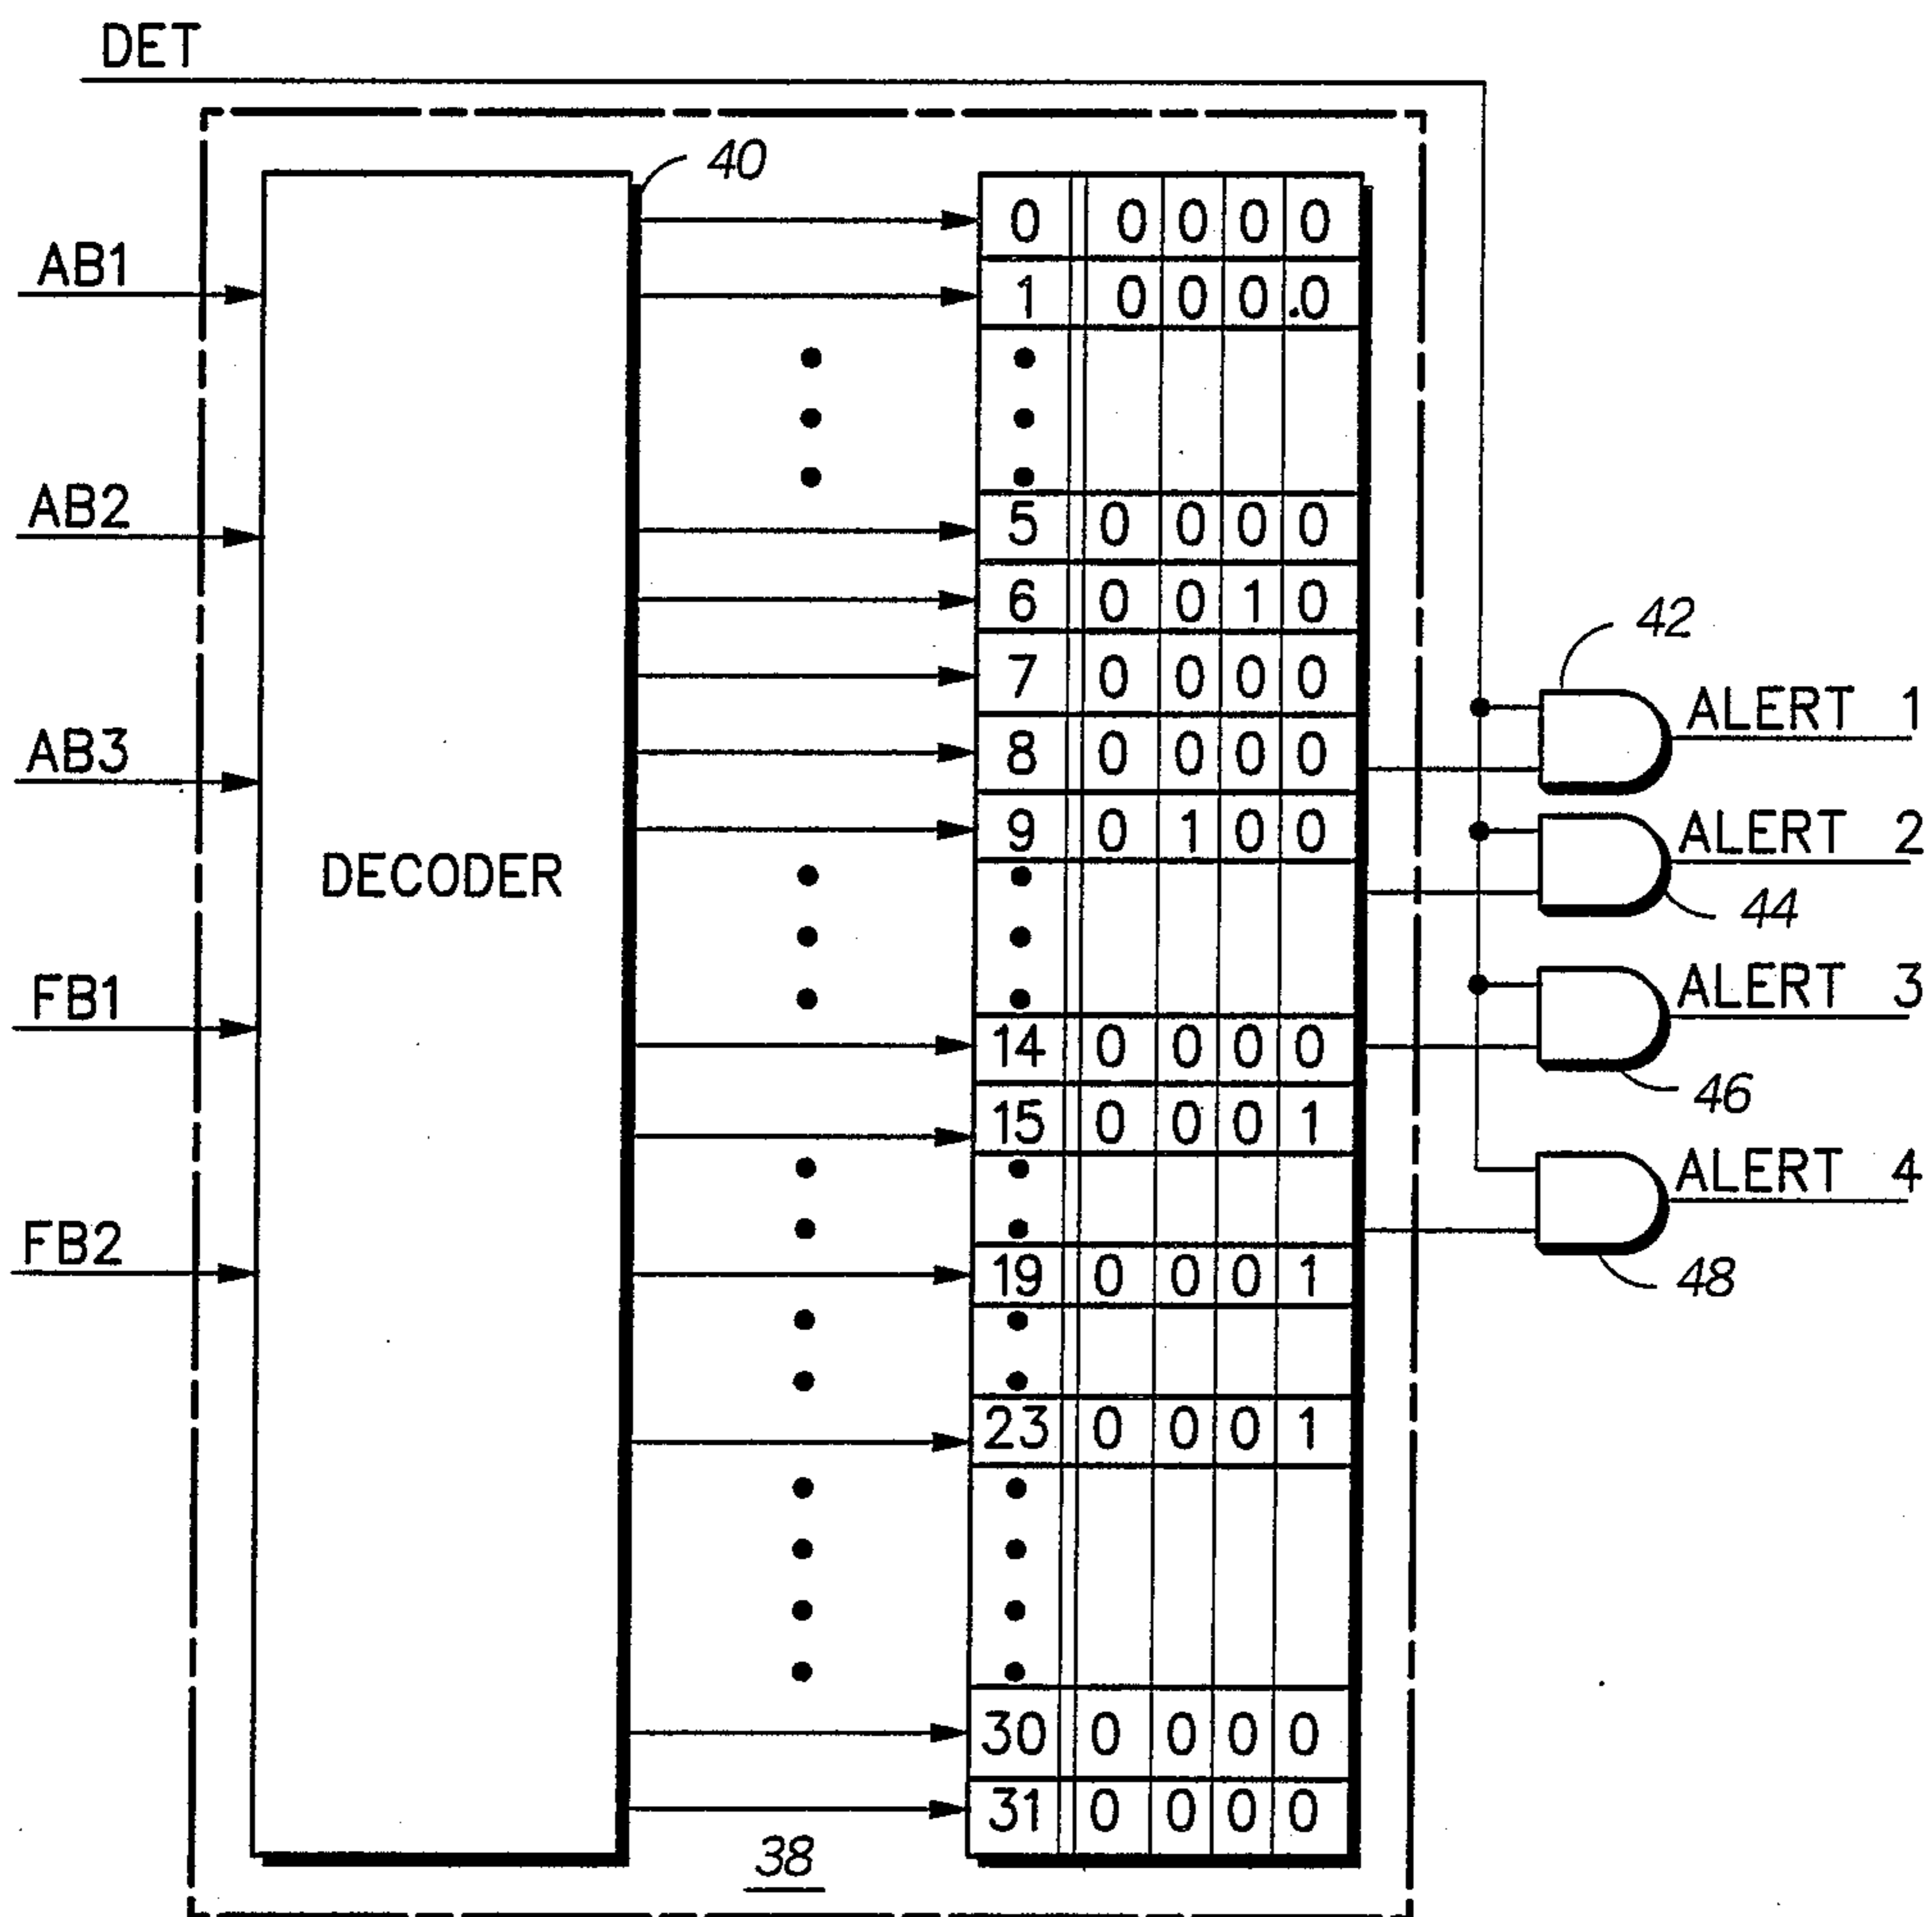 DET
40
AB1
AB2
AB3
FB1
FB2
DECODER
0 0 0 0 0
1 0 0 0 .0
5 0 0 0 0
6 0 0 1 0
7 0 0 0 0
8 0 0 0 0
9 0 1 0 0
14 0 0 0 0
15 0 0 0 1
19 0 0 0 1
23 0 0 0 1
30 0 0 0 0
31 0 0 0 0
38
42
ALERT 1
ALERT 2
44
ALERT 3
46
ALERT 4
48